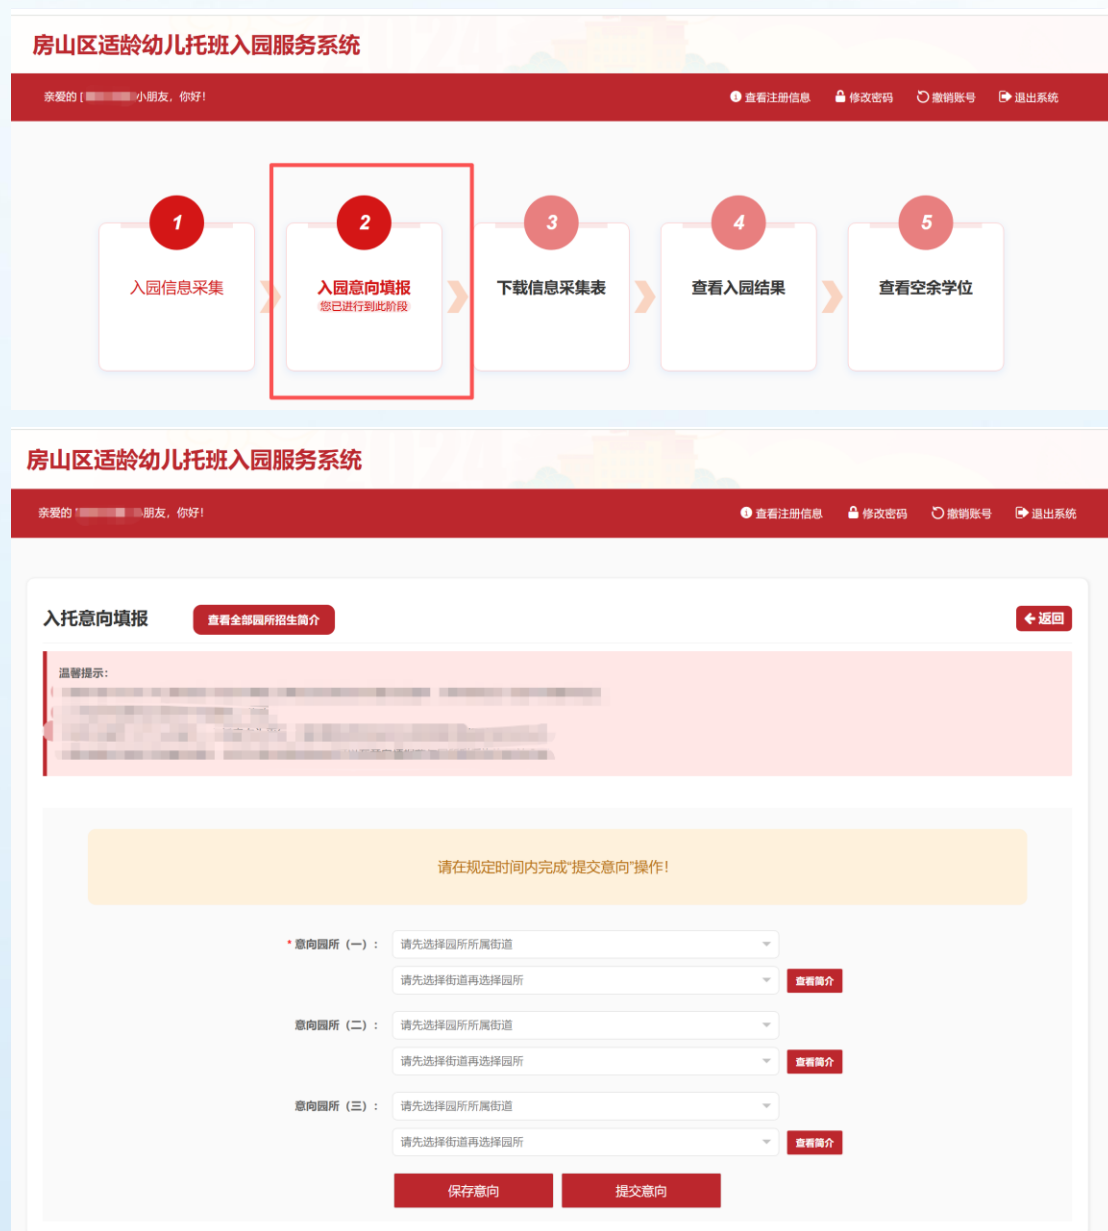 房山区适龄幼儿托班入园服务系统
亲爱的 [ 小朋友，你好！ 查看注册信息 修改密码 撤销账号 退出系统
1 2 3 4 5
入园信息采集 入园意向填报 下载信息采集表 查看入园结果 查看空余学位
您已进行到此阶段
房山区适龄幼儿托班入园服务系统
亲爱的 朋友，你好！ 查看注册信息 修改密码 撤销账号 退出系统
入托意向填报 查看全部园所招生简介 返回
温馨提示：
请在规定时间内完成“提交意向”操作！
* 意向园所（一）： 请先选择园所所属街道
请先选择街道再选择园所 查看简介
意向园所（二）： 请先选择园所所属街道
请先选择街道再选择园所 查看简介
意向园所（三）： 请先选择园所所属街道
请先选择街道再选择园所 查看简介
保存意向 提交意向